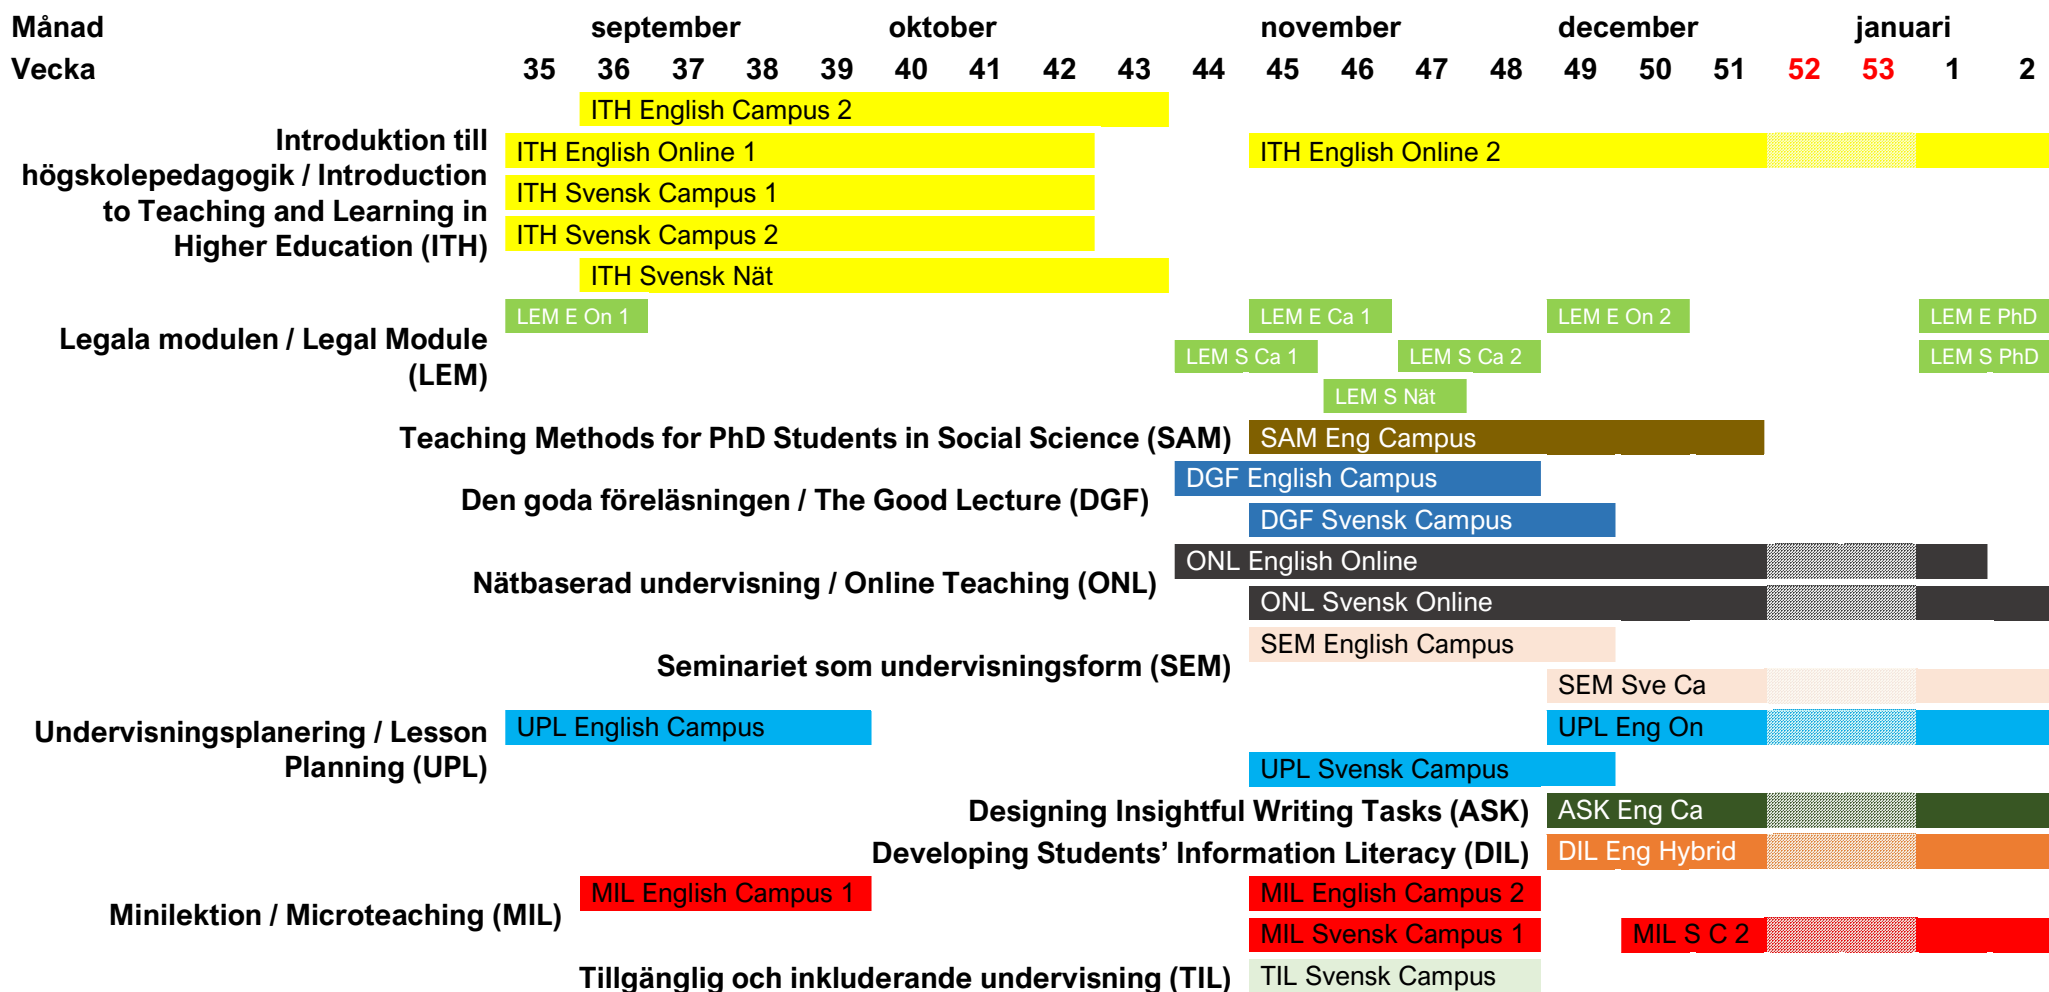 Månad september oktober november december januari
Vecka 35 36 37 38 39 40 41 42 43 44 45 46 47 48 49 50 51 52 53 1 2
ITH English Campus 2
Introduktion till
högskolepedagogik / Introduction
to Teaching and Learning in
Higher Education (ITH)
ITH English Online 1 ITH English Online 2
ITH Svensk Campus 1
ITH Svensk Campus 2
ITH Svensk Nät
Legala modulen / Legal Module
(LEM)
LEM E On 1 LEM E Ca 1 LEM E On 2 LEM E PhD
LEM S Ca 1 LEM S Ca 2 LEM S PhD
LEM S Nät
Teaching Methods for PhD Students in Social Science (SAM) SAM Eng Campus
Den goda föreläsningen / The Good Lecture (DGF)
DGF English Campus
DGF Svensk Campus
Nätbaserad undervisning / Online Teaching (ONL)
ONL English Online
ONL Svensk Online
Seminariet som undervisningsform (SEM)
SEM English Campus
SEM Sve Ca
Undervisningsplanering / Lesson
Planning (UPL)
UPL English Campus UPL Eng On
UPL Svensk Campus
Designing Insightful Writing Tasks (ASK) ASK Eng Ca
Developing Students’ Information Literacy (DIL) DIL Eng Hybrid
Minilektion / Microteaching (MIL)
MIL English Campus 1 MIL English Campus 2
MIL Svensk Campus 1 MIL S C 2
Tillgänglig och inkluderande undervisning (TIL) TIL Svensk Campus